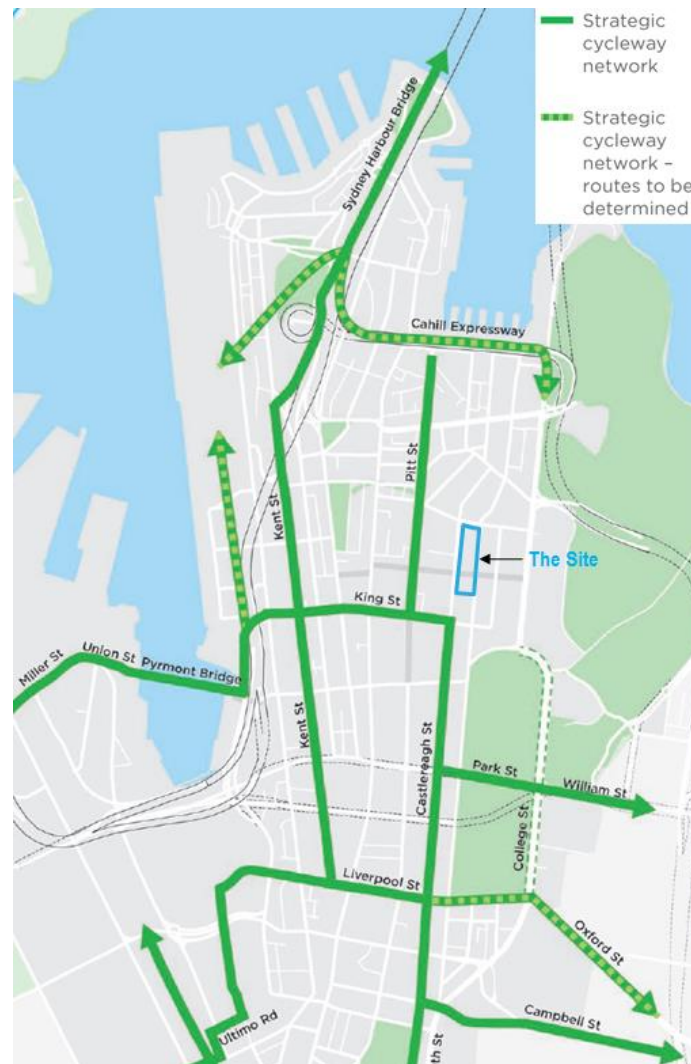 Strategic
cycleway
network
Strategic
cycleway
network –
routes to be
determined
Sydney Harbour Bridge
Cahill Expressway
Pitt St
Kent St
The Site
King St
Union St
Pyrmont Bridge
Miller St
Kent St
Castlereagh St
Park St
William St
College St
Liverpool St
Oxford St
Ultimo Rd
Campbell St
th St